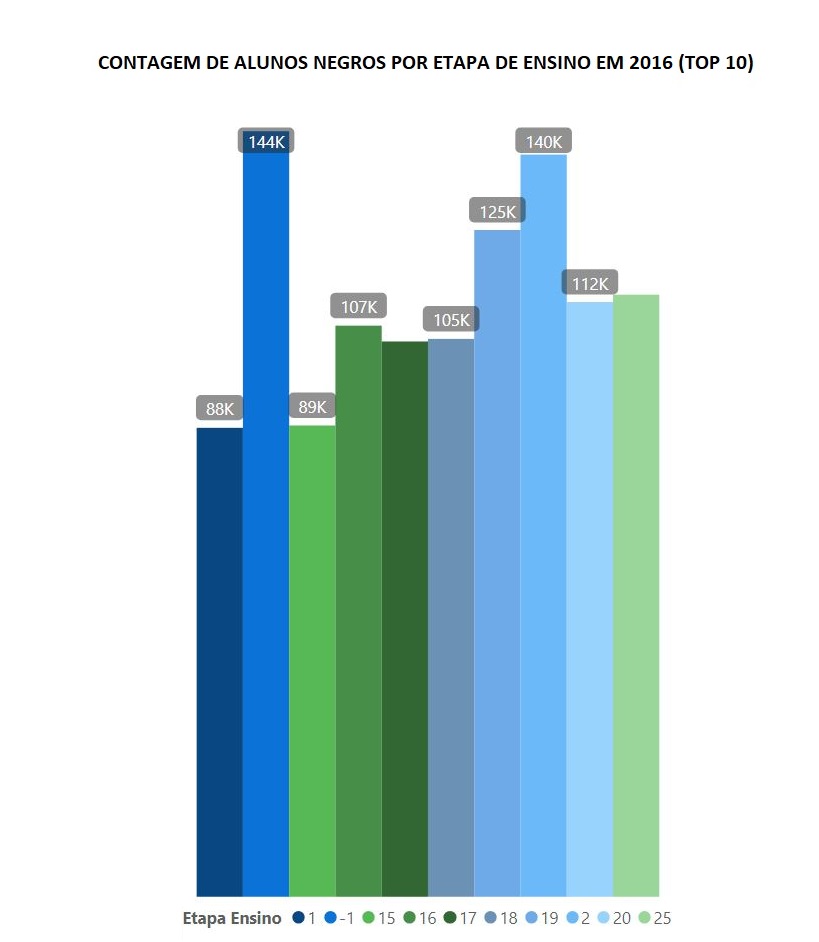 CONTAGEM DE ALUNOS NEGROS POR ETAPA DE ENSINO EM 2016 (TOP 10)
144K
140K
125K
112K
107K
105K
88K
89K
Etapa Ensino 1 -1 15 16 17 18 19 2 20 25